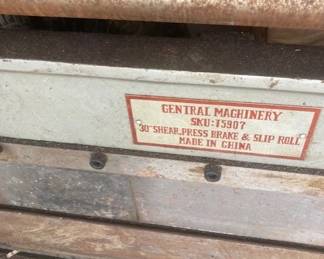 CENTRAL MACHINERY
SKU:15907
30" SHEAR,PRESS BRAKE & SLIP ROLL
MADE IN CHINA